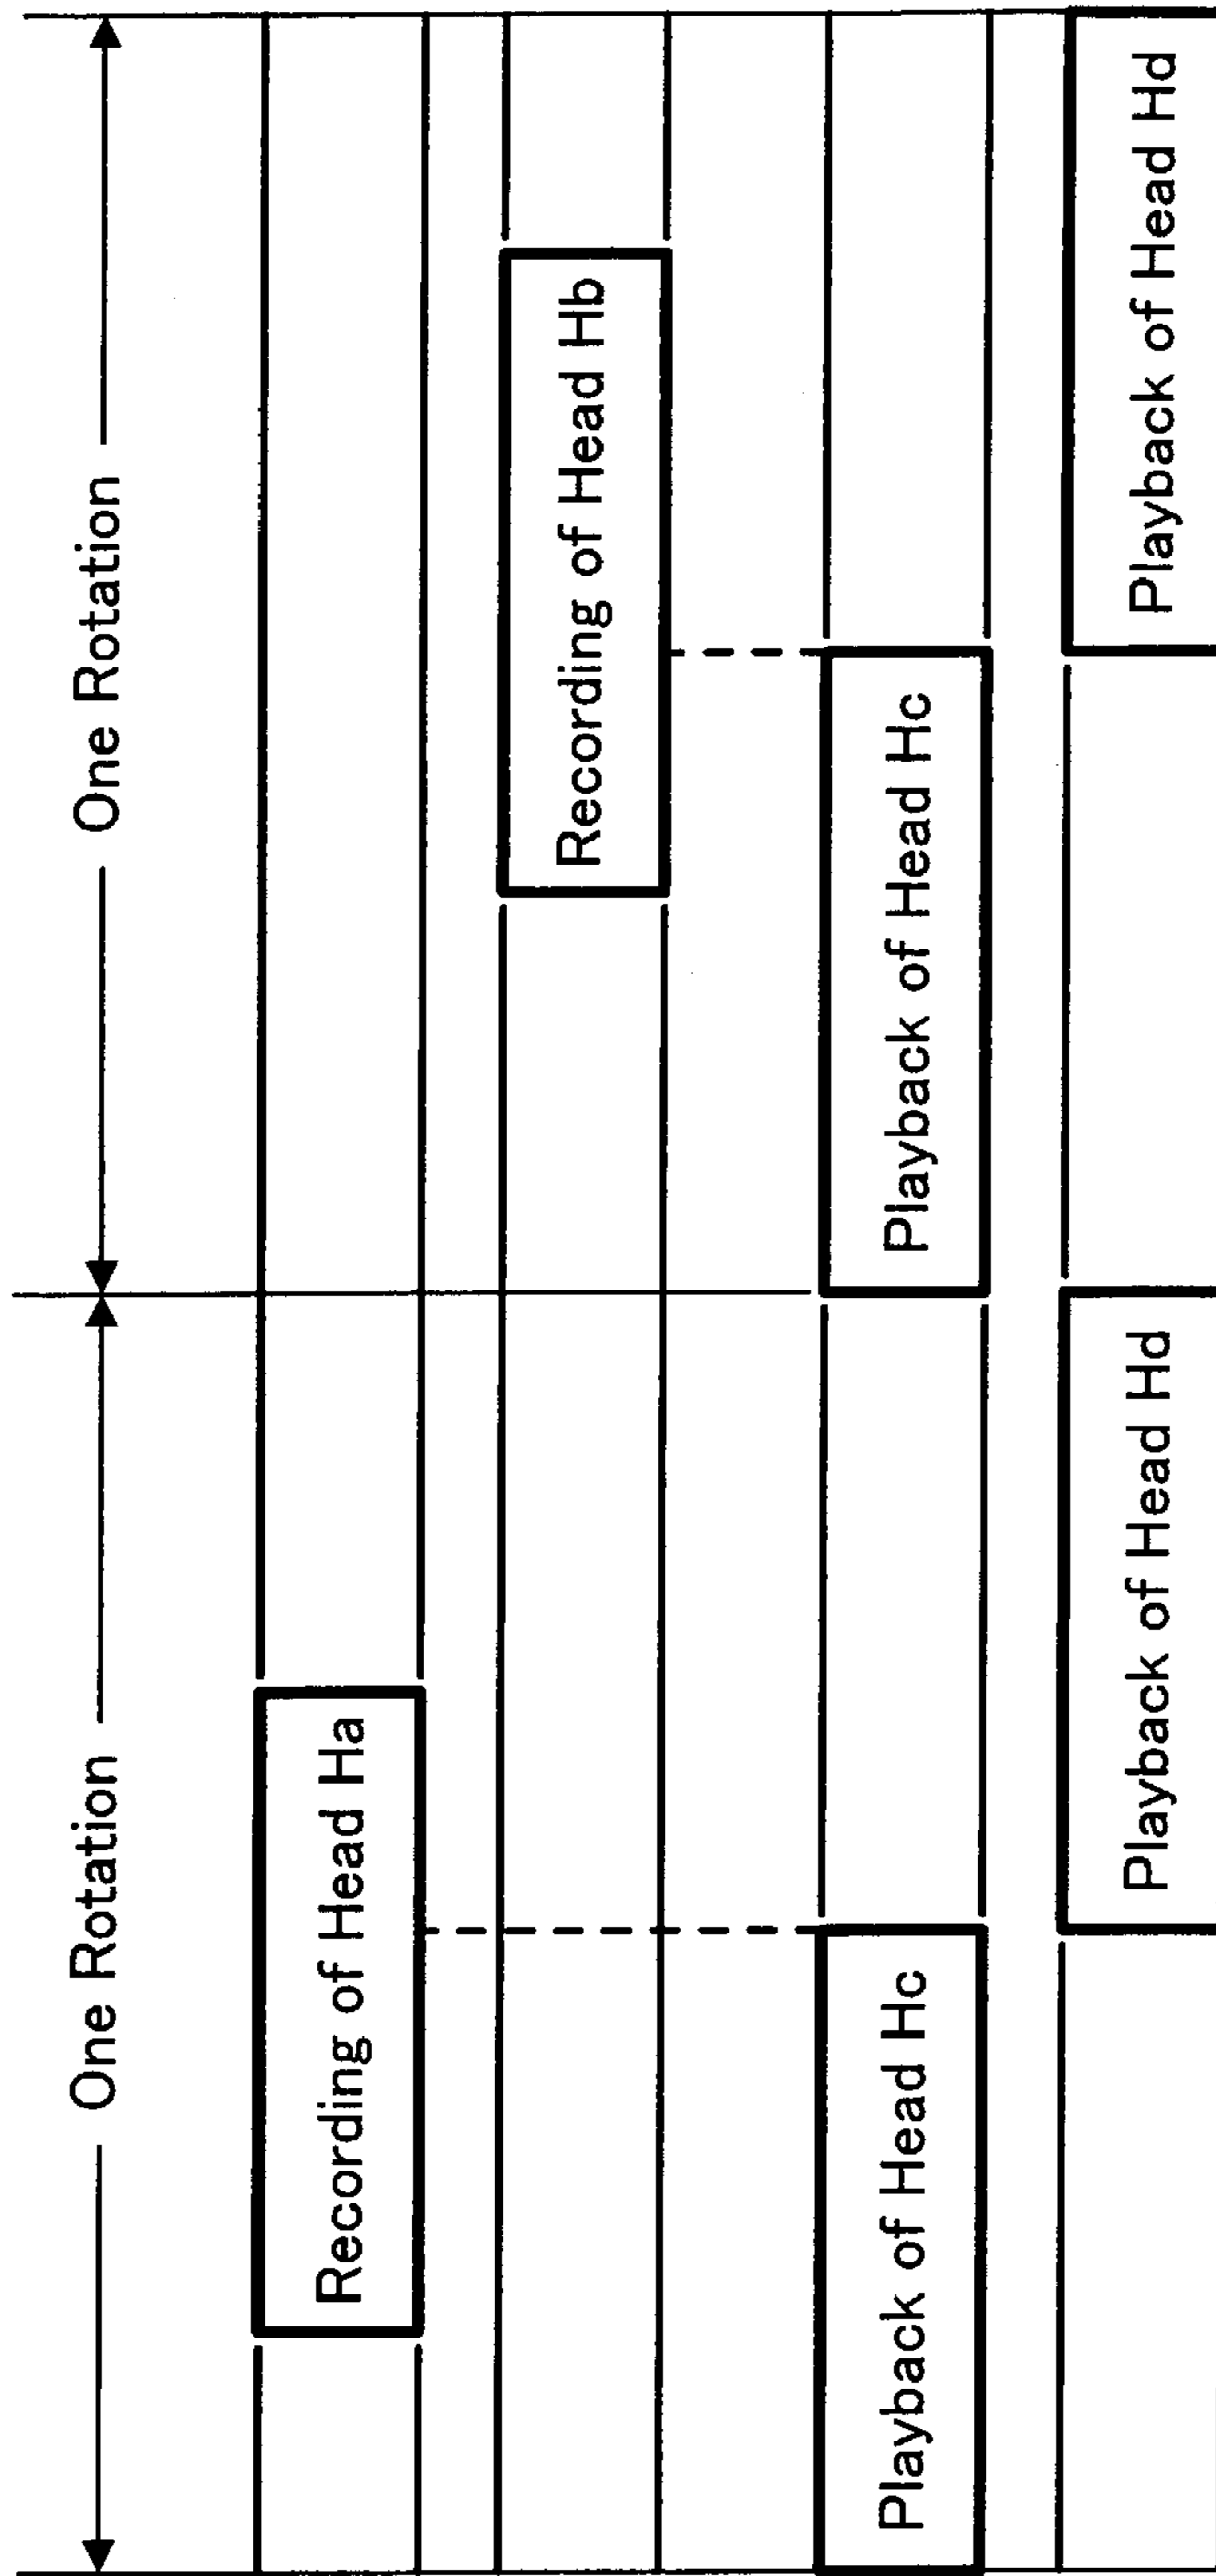 One Rotation
One Rotation
Recording of Head Ha
Recording of Head Hb
Playback of Head Hc
Playback of Head Hc
Playback of Head Hd
Playback of Head Hd